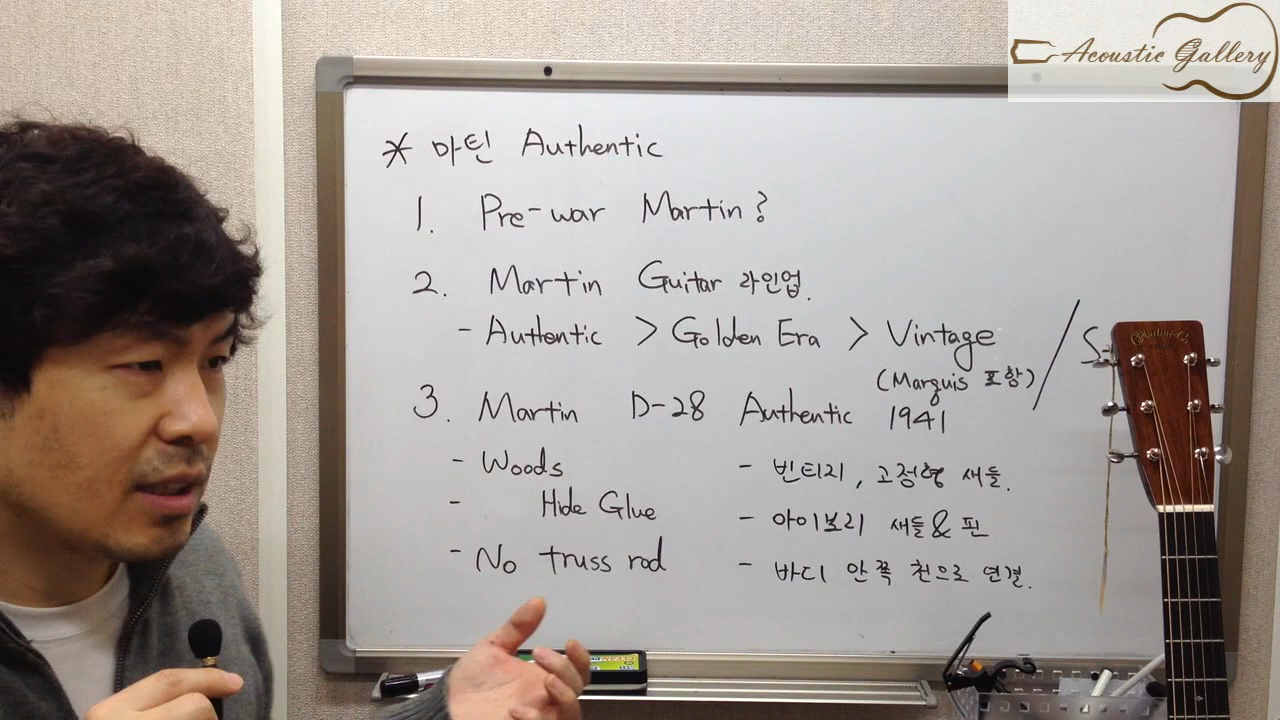 Acoustic Gallery
* 마틴 Authentic
1. Pre-war Martin?
2. Martin Guitar 라인업.
- Authentic > Golden Era > Vintage / S
(Marquis 포함)
3. Martin D-28 Authentic 1941
- Woods - 빈티지, 고정형 새들.
- Hide Glue - 아이보리 새들 & 핀
- No truss rod - 바디 안쪽 천으로 연결.